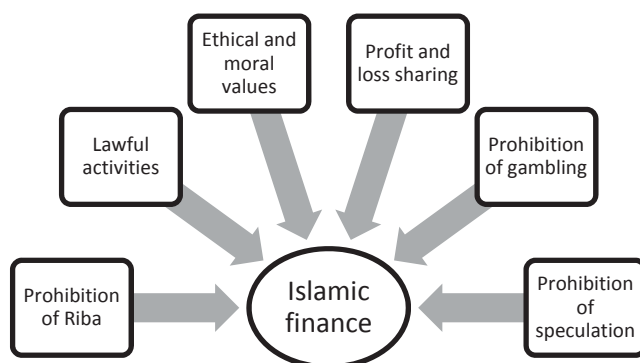 Ethical and
moral
values
Profit and
loss sharing
Lawful
activities
Prohibition
of gambling
Prohibition
of Riba
Islamic
finance
Prohibition
of
speculation